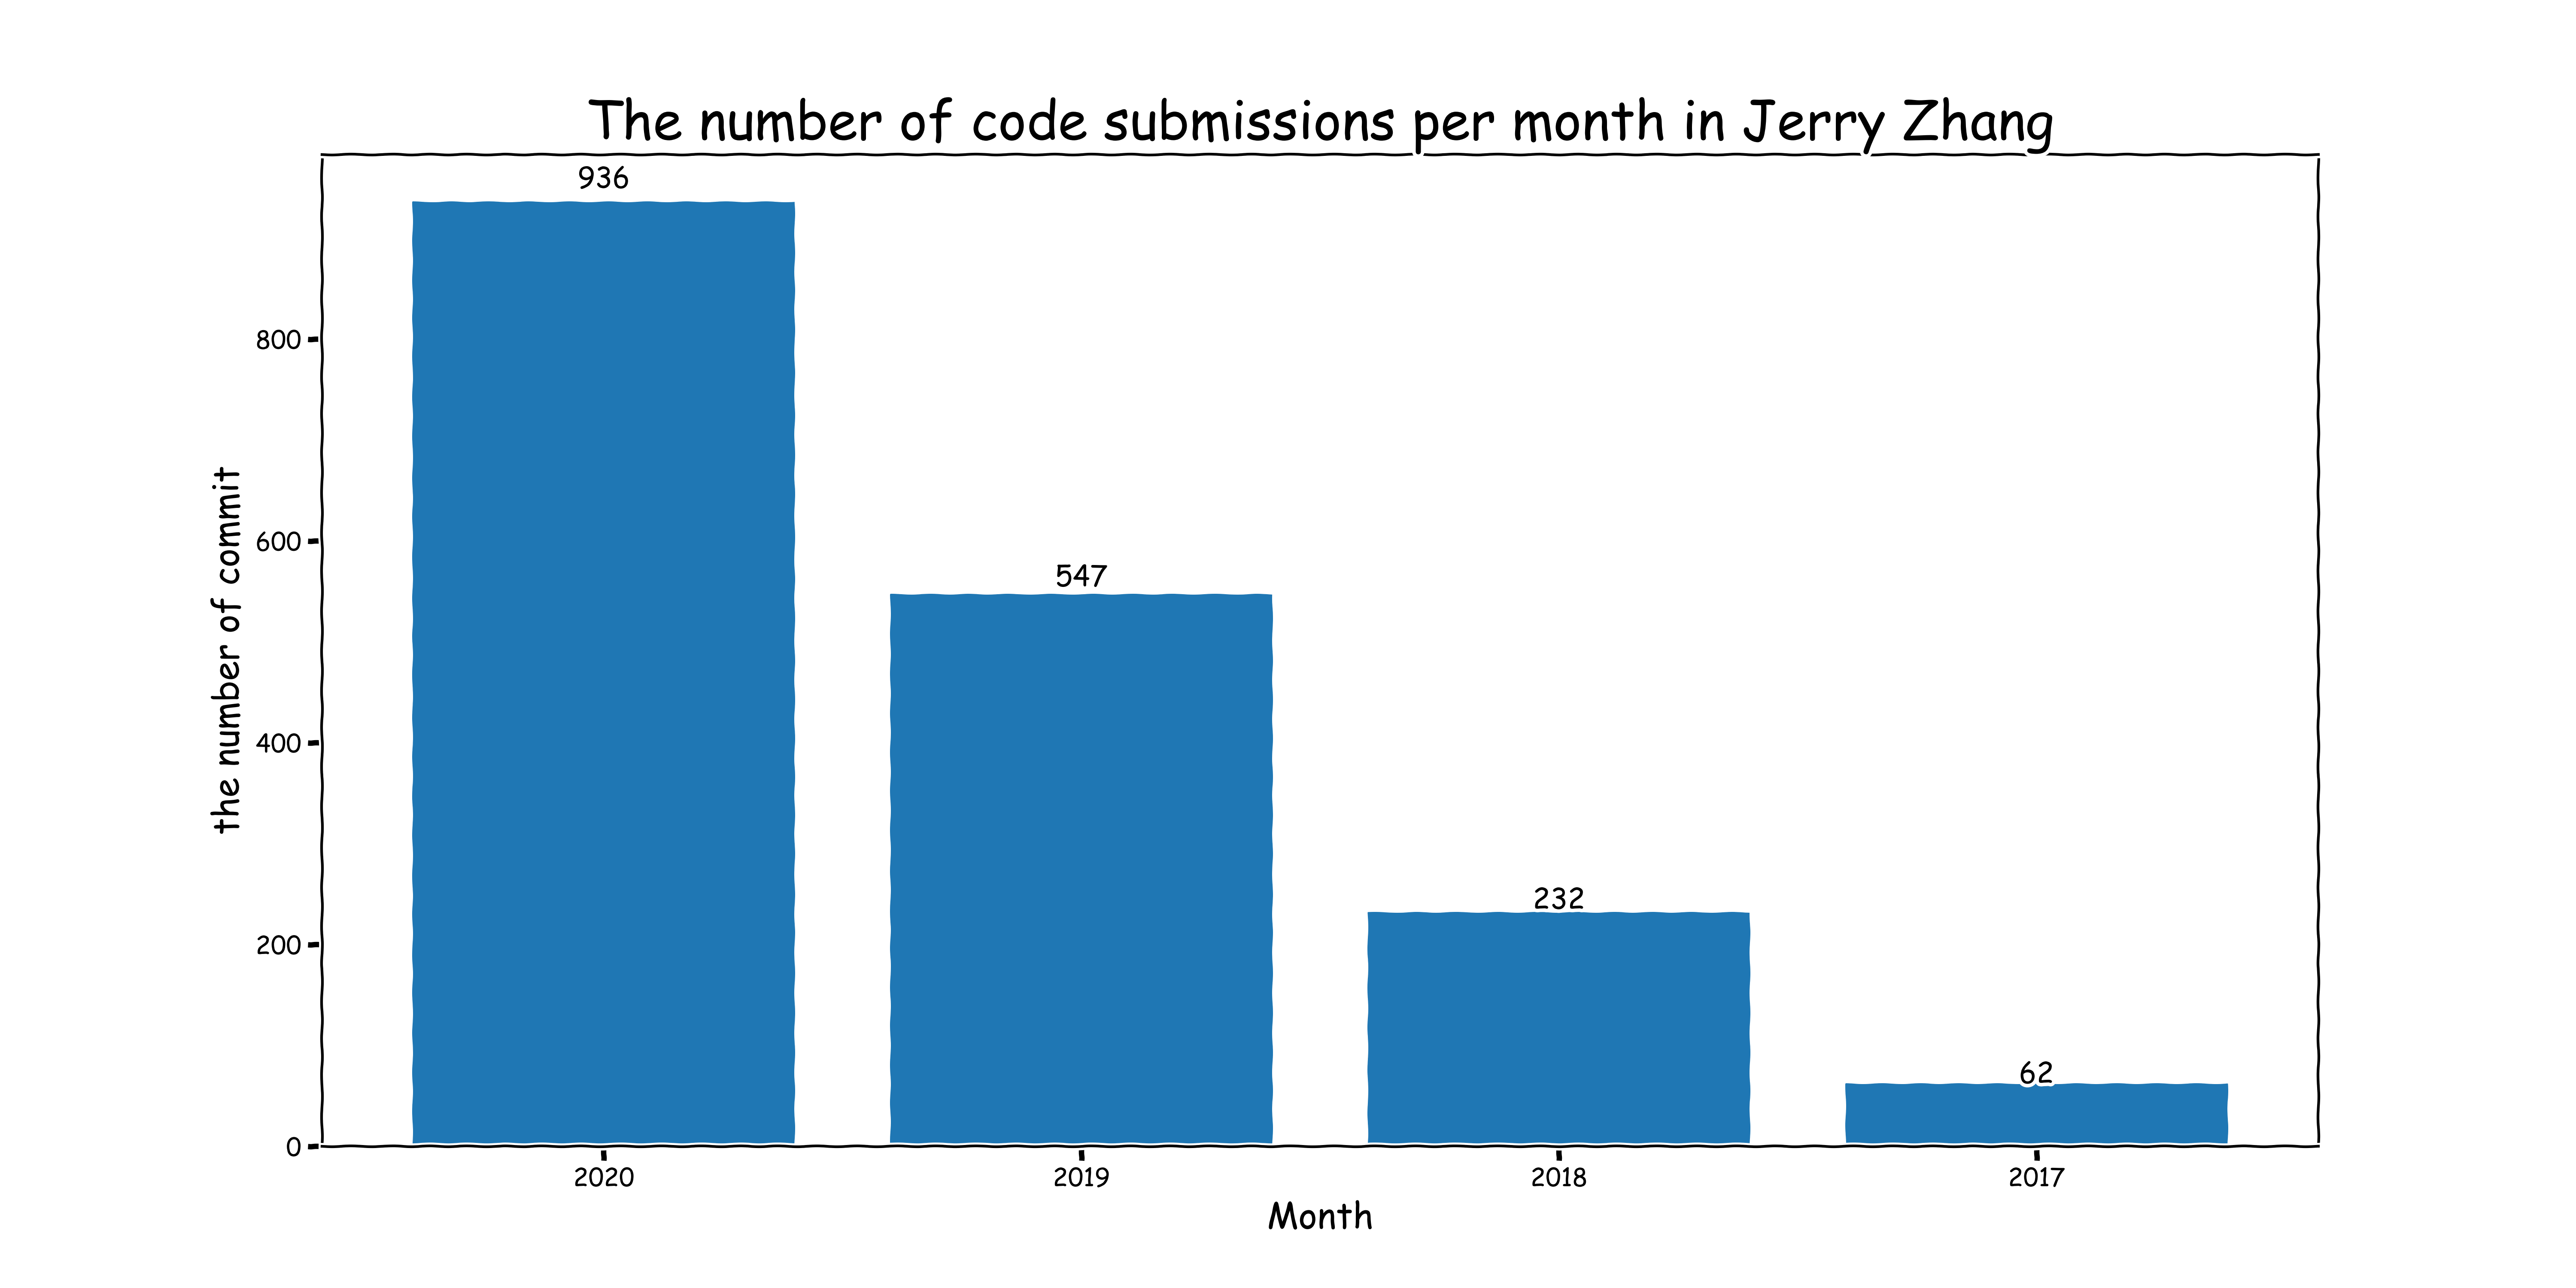 The number of code submissions per month in Jerry Zhang
936
800
547
600
the number of commit
400
232
200
62
0
2020 2019 2018 2017
Month